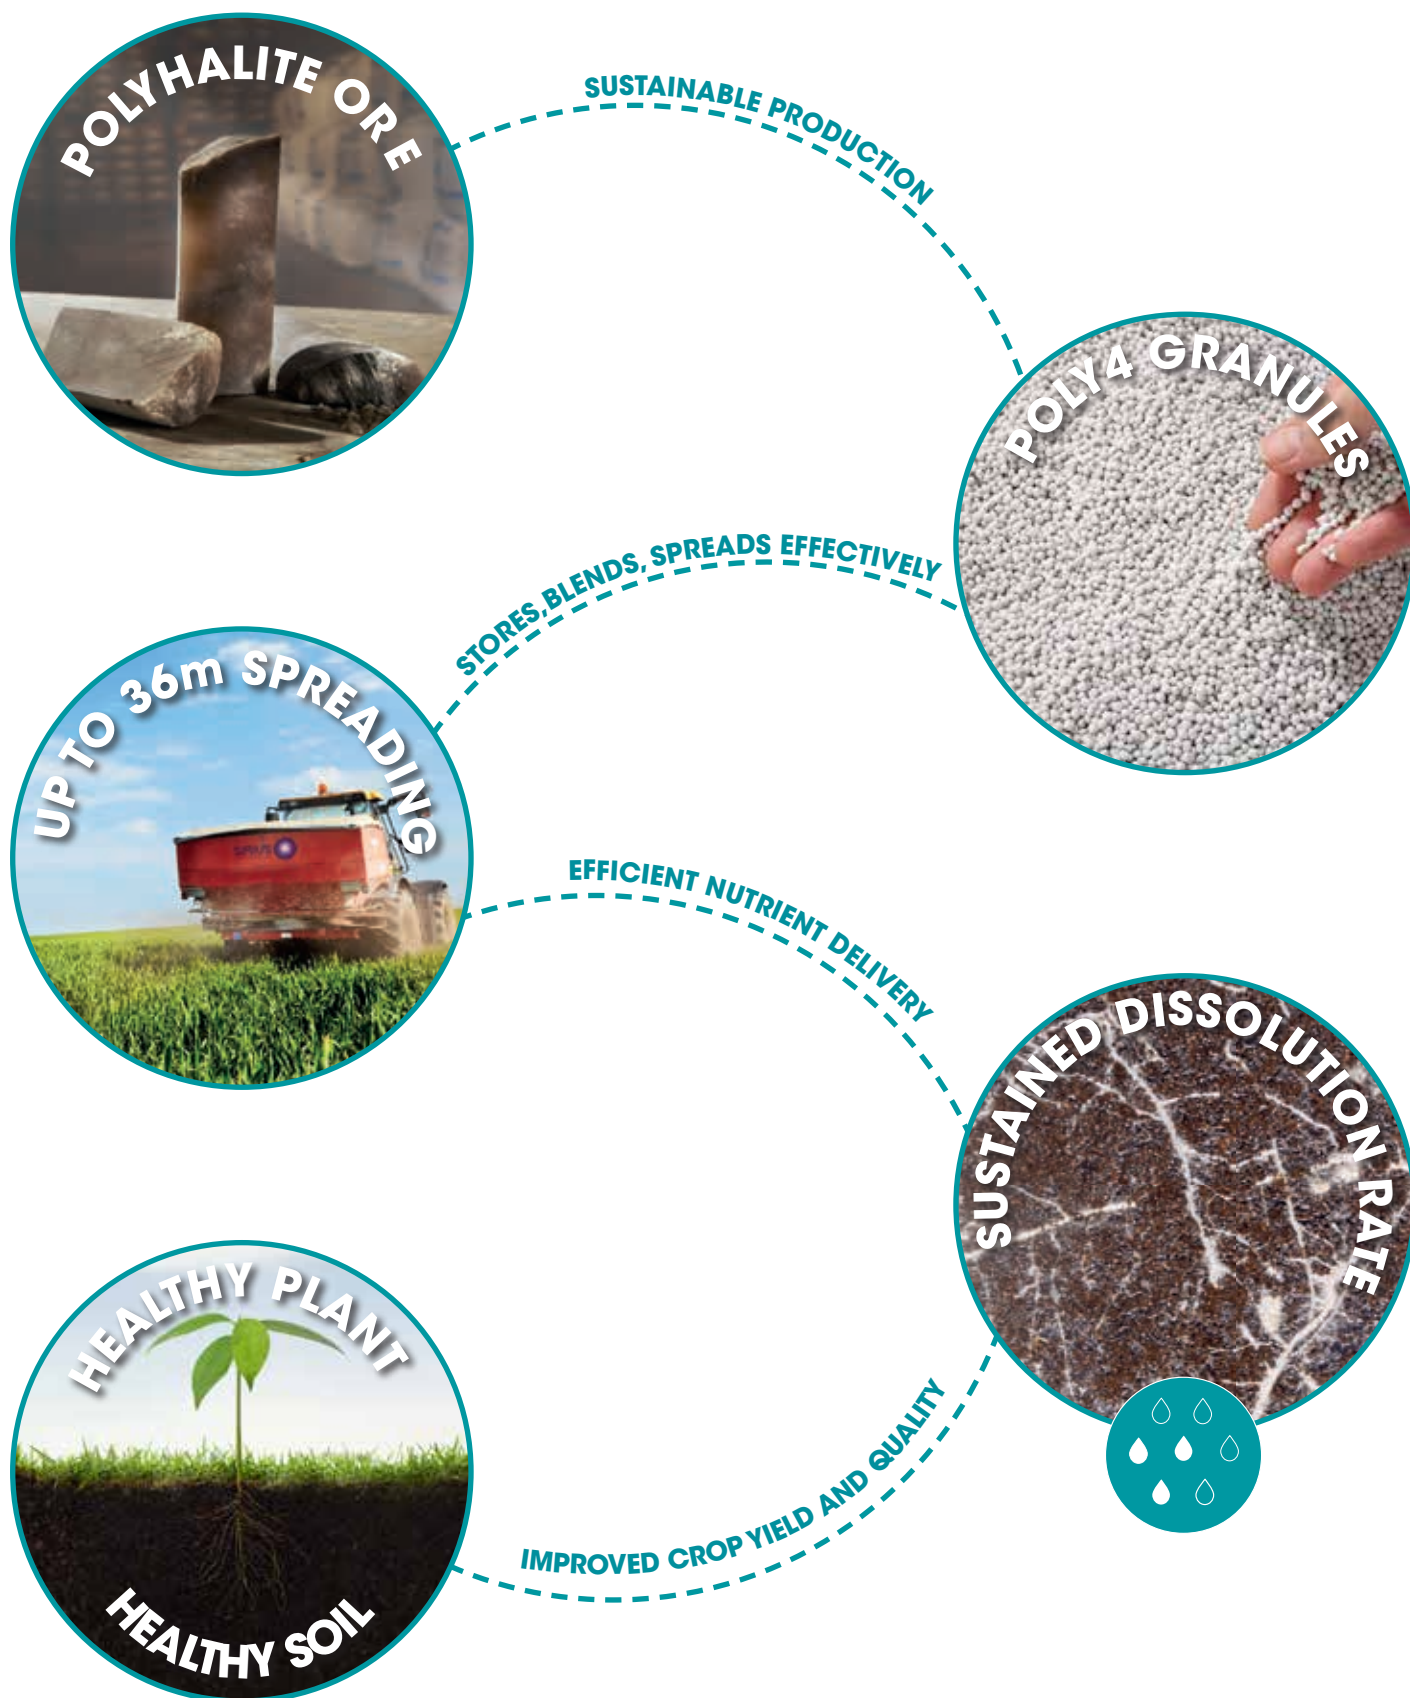 POLYHALITE ORE
SUSTAINABLE PRODUCTION
POLY4 GRANULES
STORES, BLENDS, SPREADS EFFECTIVELY
UP TO 36m SPREADING
SIRIUS
EFFICIENT NUTRIENT DELIVERY
SUSTAINED DISSOLUTION RATE
IMPROVED CROP YIELD AND QUALITY
HEALTHY PLANT
HEALTHY SOIL